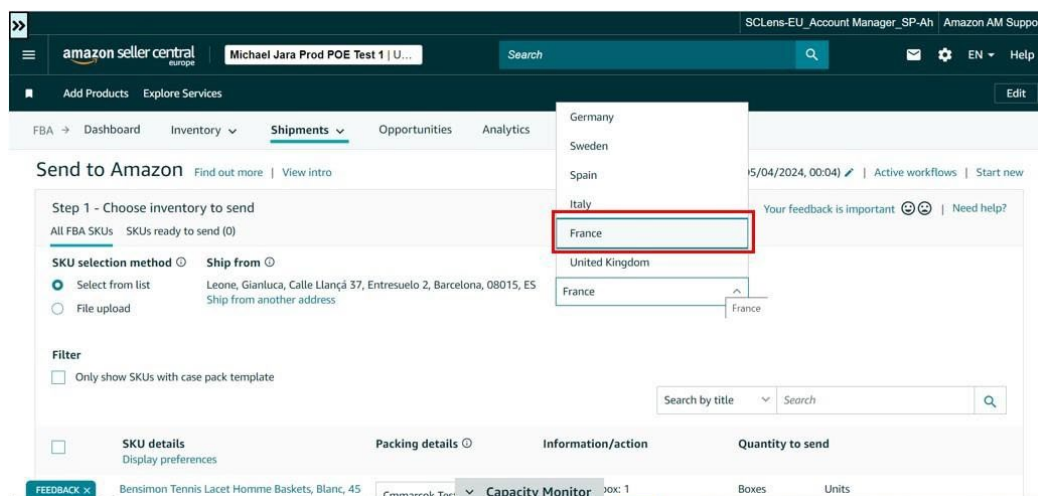 SCLens-EU_Account Manager_SP-Ah Amazon AM Suppo
amazon seller central
europe
Michael Jara Prod POE Test 1 | U...
Search
EN
Help
Add Products Explore Services
Edit
FBA → Dashboard Inventory Shipments Opportunities Analytics
Germany
Sweden
Spain
Italy
France
United Kingdom
France
France
Send to Amazon Find out more | View intro
5/04/2024, 00:04) | Active workflows | Start new
Step 1 - Choose inventory to send
Your feedback is important | Need help?
All FBA SKUs SKUs ready to send (0)
SKU selection method Ship from
Select from list
Leone, Gianluca, Calle Llançá 37, Entresuelo 2, Barcelona, 08015, ES
Ship from another address
File upload
Filter
Only show SKUs with case pack template
Search by title Search
SKU details Packing details Information/action Quantity to send
Display preferences
FEEDBACK ×
Bensimon Tennis Lacet Homme Baskets, Blanc, 45
Capacity Monitor
box: 1
Boxes Units